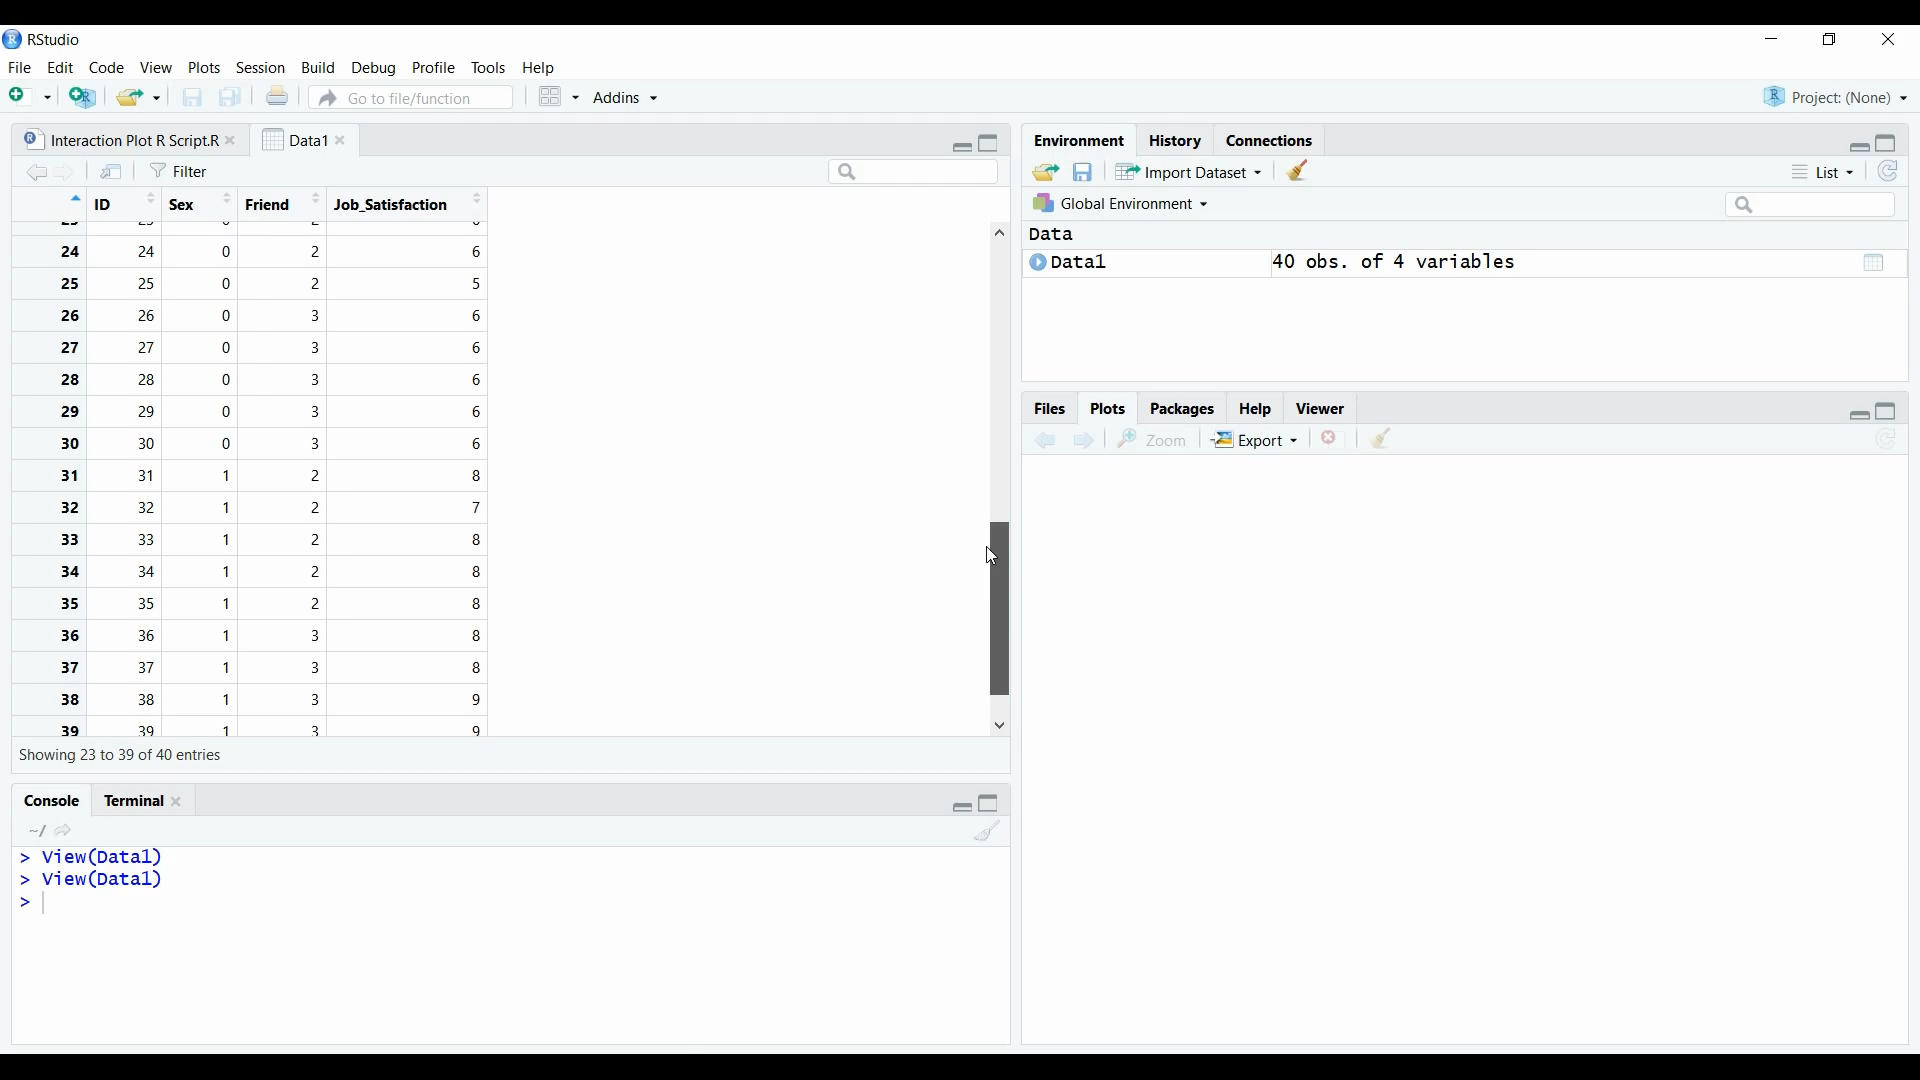 RStudio
File Edit Code View Plots Session Build Debug Profile Tools Help
Go to file/function Addins Project: (None)
Interaction Plot R Script.R Data1
Filter
ID Sex Friend Job_Satisfaction
24 24 0 2 6
25 25 0 2 5
26 26 0 3 6
27 27 0 3 6
28 28 0 3 6
29 29 0 3 6
30 30 0 3 6
31 31 1 2 8
32 32 1 2 7
33 33 1 2 8
34 34 1 2 8
35 35 1 2 8
36 36 1 3 8
37 37 1 3 8
38 38 1 3 9
39 39 1 3 9
Showing 23 to 39 of 40 entries
Console Terminal
~/
> View(Data1)
> View(Data1)
>
Environment History Connections
Import Dataset List
Global Environment
Data
Data1 40 obs. of 4 variables
Files Plots Packages Help Viewer
Zoom Export